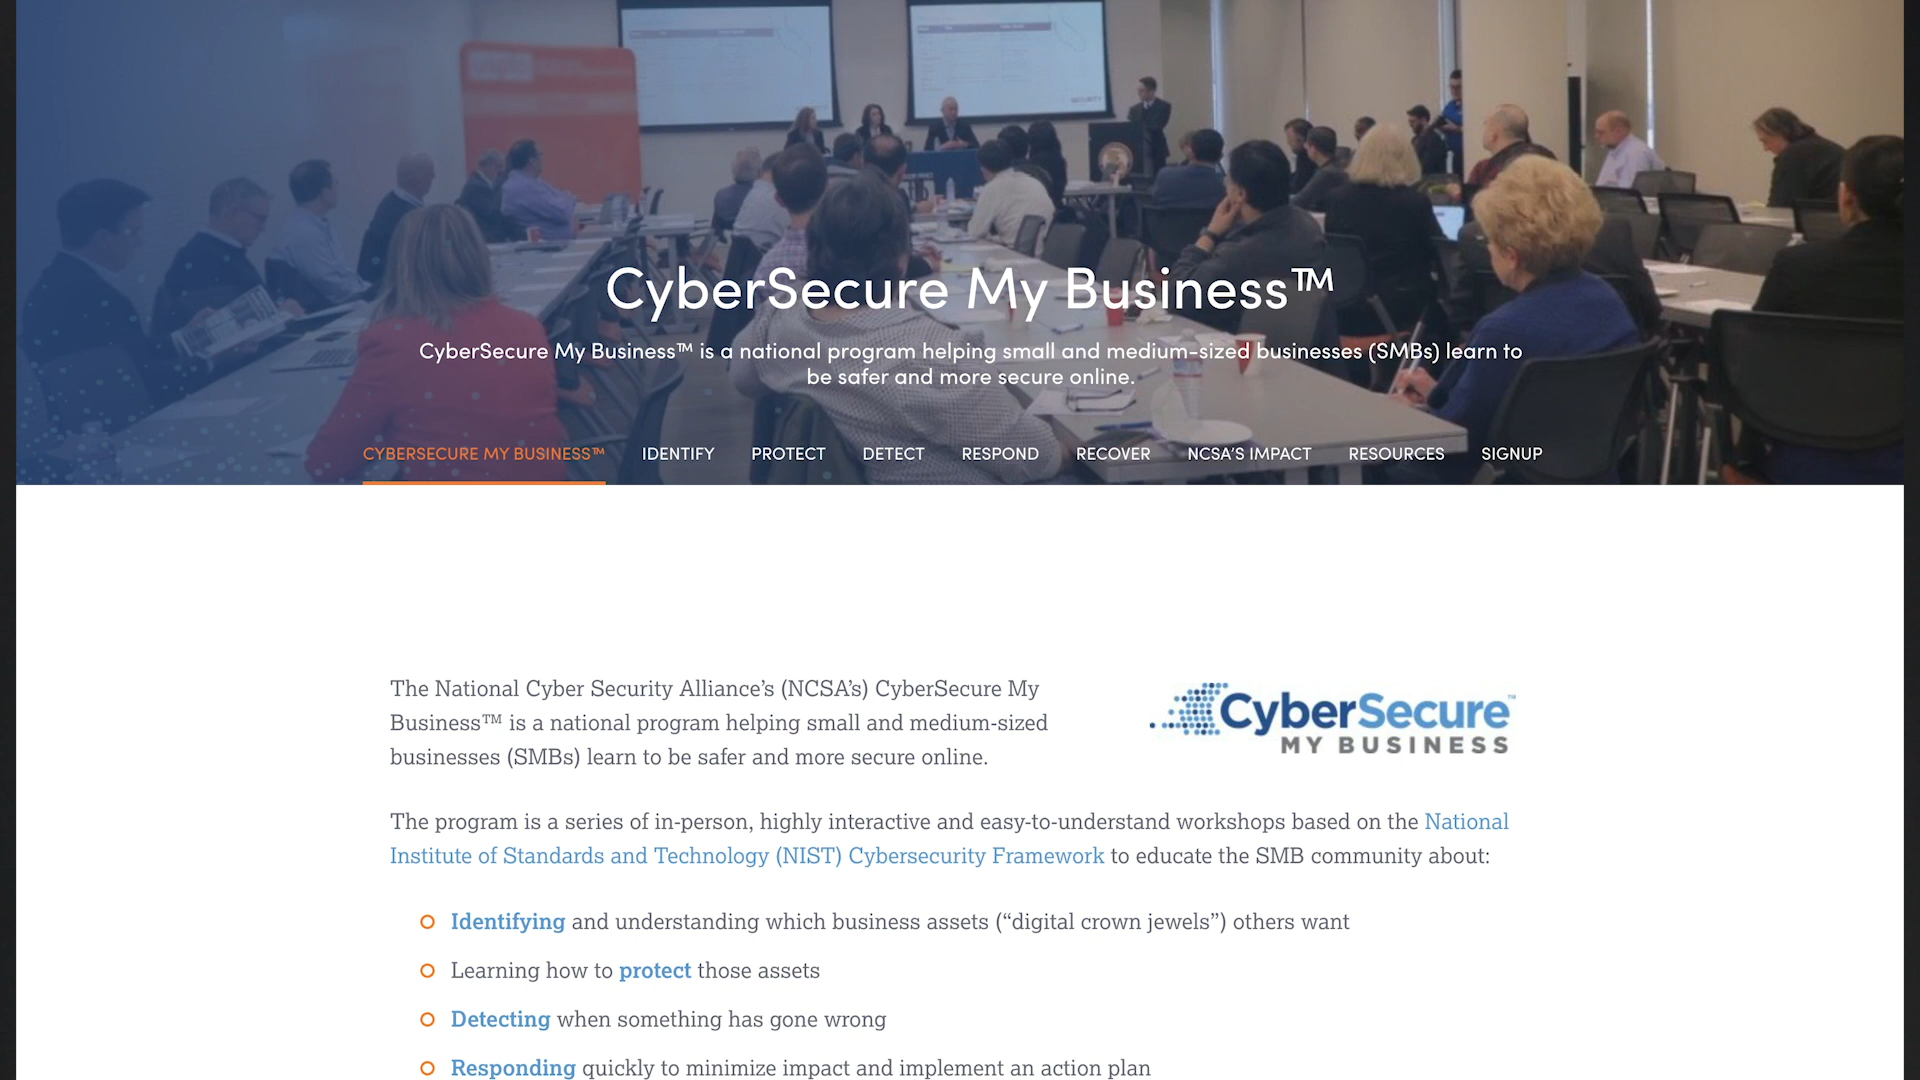 CyberSecure My Business™
CyberSecure My Business™ is a national program helping small and medium-sized businesses (SMBs) learn to
be safer and more secure online.
CYBERSECURE MY BUSINESS™ IDENTIFY PROTECT DETECT RESPOND RECOVER NCSA’S IMPACT RESOURCES SIGNUP
The National Cyber Security Alliance’s (NCSA’s) CyberSecure My
Business™ is a national program helping small and medium-sized
businesses (SMBs) learn to be safer and more secure online.
CyberSecure™
MY BUSINESS
The program is a series of in-person, highly interactive and easy-to-understand workshops based on the National
Institute of Standards and Technology (NIST) Cybersecurity Framework to educate the SMB community about:
Identifying and understanding which business assets (“digital crown jewels”) others want
Learning how to protect those assets
Detecting when something has gone wrong
Responding quickly to minimize impact and implement an action plan